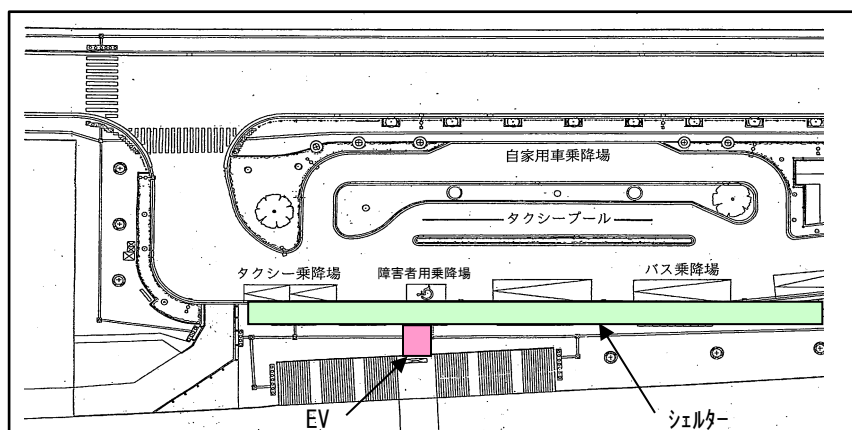 自家用車乗降場
タクシープール
タクシー乗降場
障害者用乗降場
バス乗降場
EV
ｼｪﾙﾀｰ